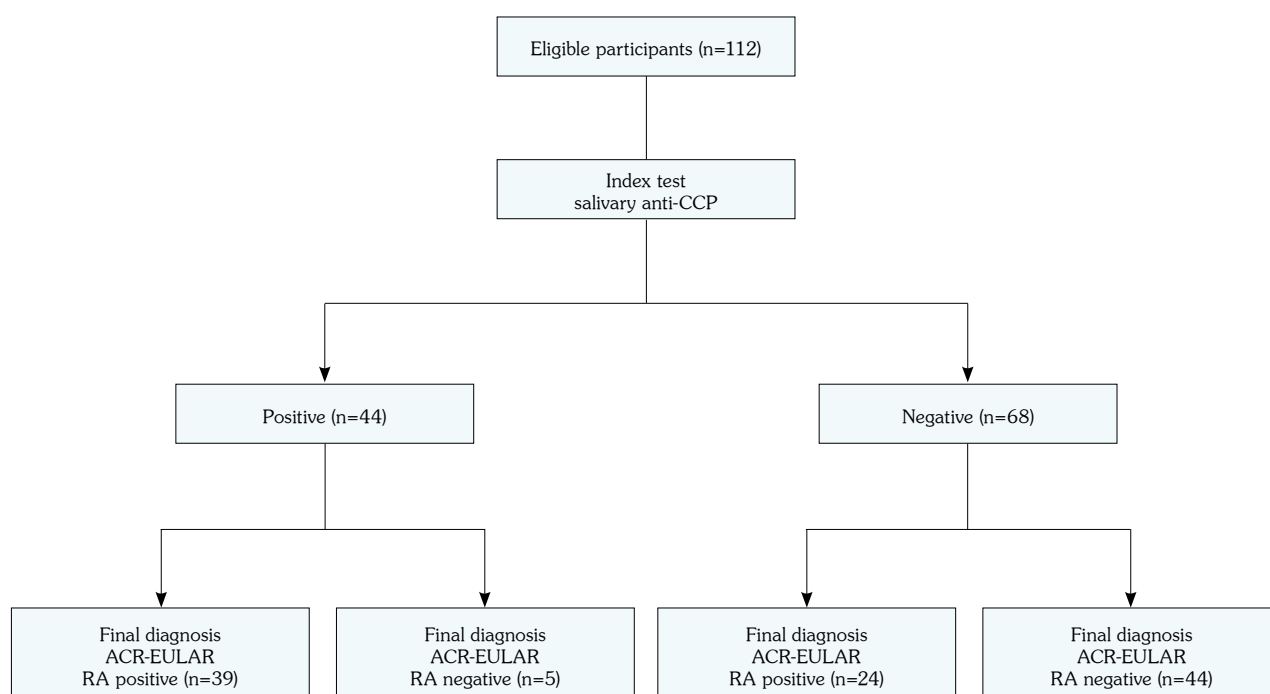 Eligible participants (n=112)
Index test
salivary anti-CCP
Positive (n=44)
Negative (n=68)
Final diagnosis
ACR-EULAR
RA positive (n=39)
Final diagnosis
ACR-EULAR
RA negative (n=5)
Final diagnosis
ACR-EULAR
RA positive (n=24)
Final diagnosis
ACR-EULAR
RA negative (n=44)